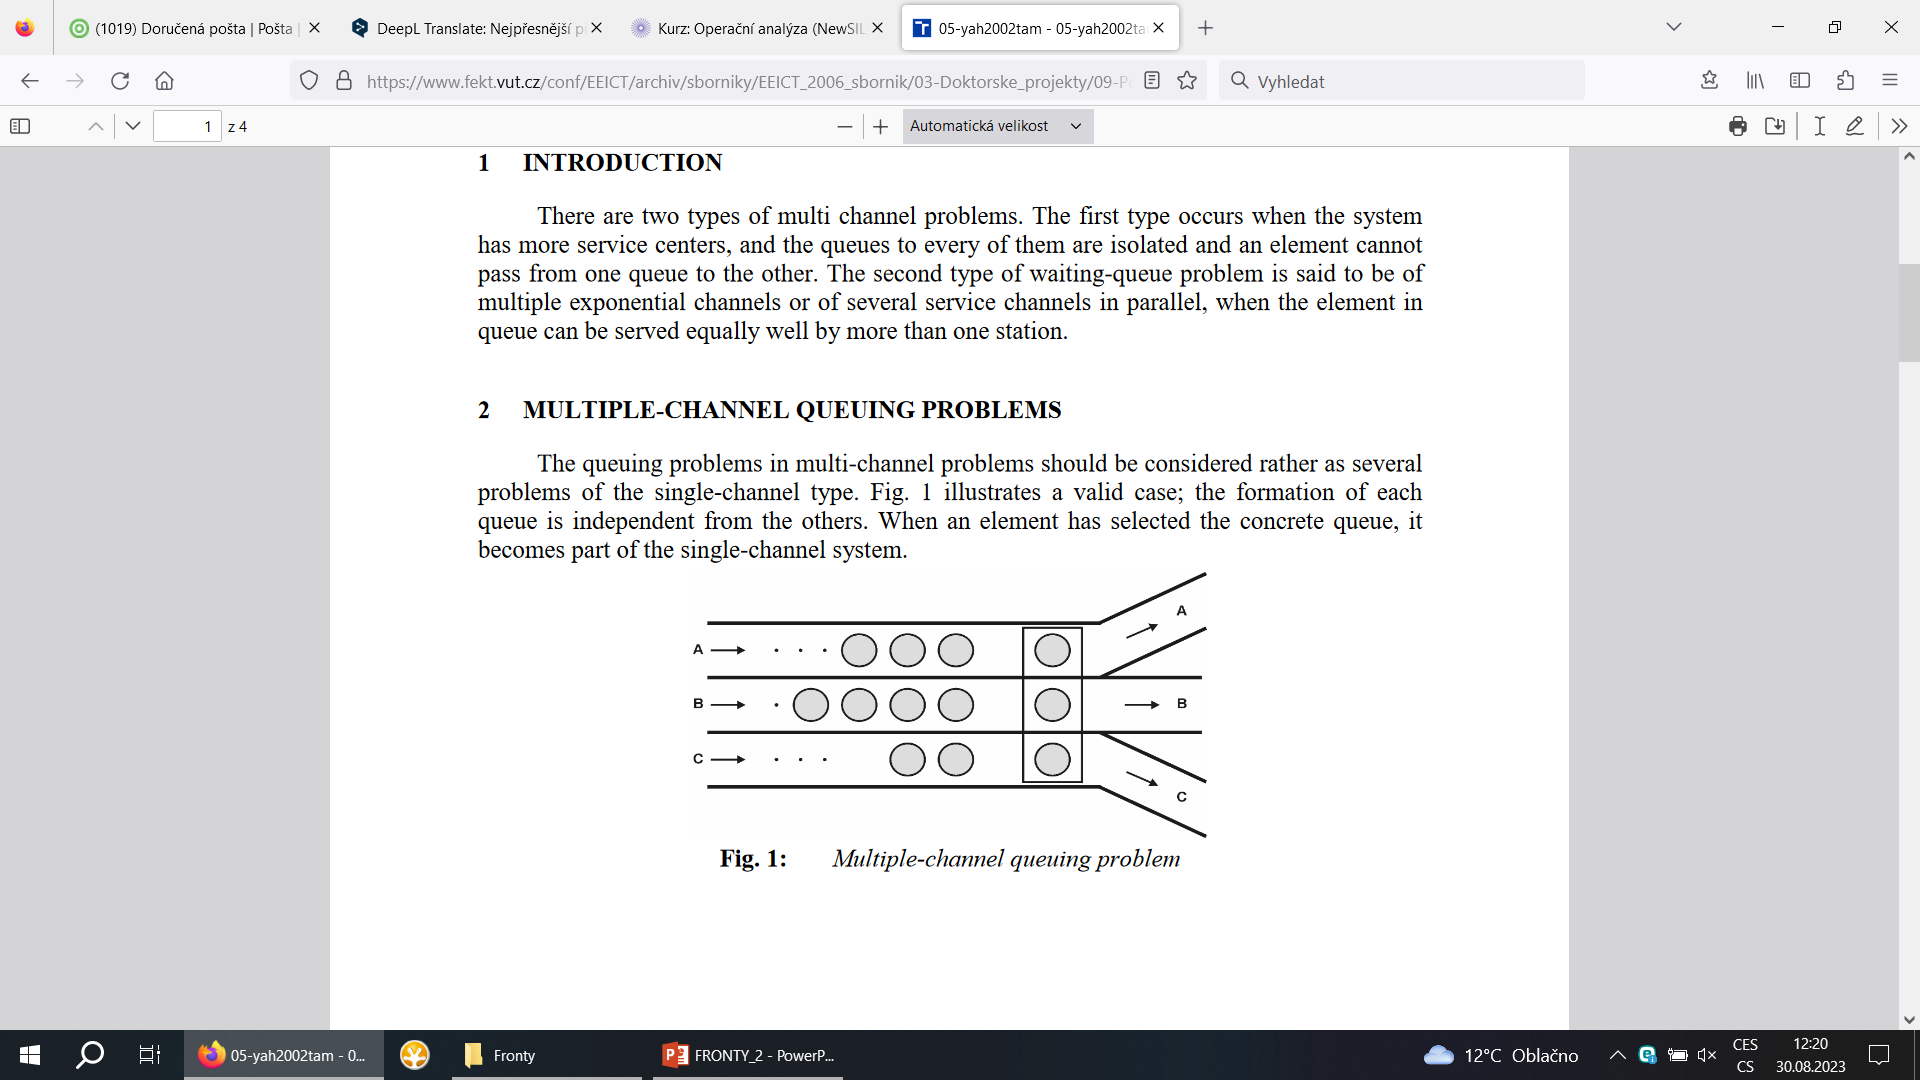 (1019) Doručená pošta | Pošta |
DeepL Translate: Nejpřesnější p
Kurz: Operační analýza (NewSIL
05-yah2002tam - 05-yah2002ta
https://www.fekt.vut.cz/conf/EEICT/archiv/sborniky/EEICT_2006_sbornik/03-Doktorske_projekty/09-P
Vyhledat
1 z 4
Automatická velikost
1 INTRODUCTION
There are two types of multi channel problems. The first type occurs when the system
has more service centers, and the queues to every of them are isolated and an element cannot
pass from one queue to the other. The second type of waiting-queue problem is said to be of
multiple exponential channels or of several service channels in parallel, when the element in
queue can be served equally well by more than one station.
2 MULTIPLE-CHANNEL QUEUING PROBLEMS
The queuing problems in multi-channel problems should be considered rather as several
problems of the single-channel type. Fig. 1 illustrates a valid case; the formation of each
queue is independent from the others. When an element has selected the concrete queue, it
becomes part of the single-channel system.
A
A
B
B
C
C
Fig. 1: Multiple-channel queuing problem
05-yah2002tam - 0...
Fronty
FRONTY_2 - PowerP...
12°C Oblačno
CES
CS
12:20
30.08.2023